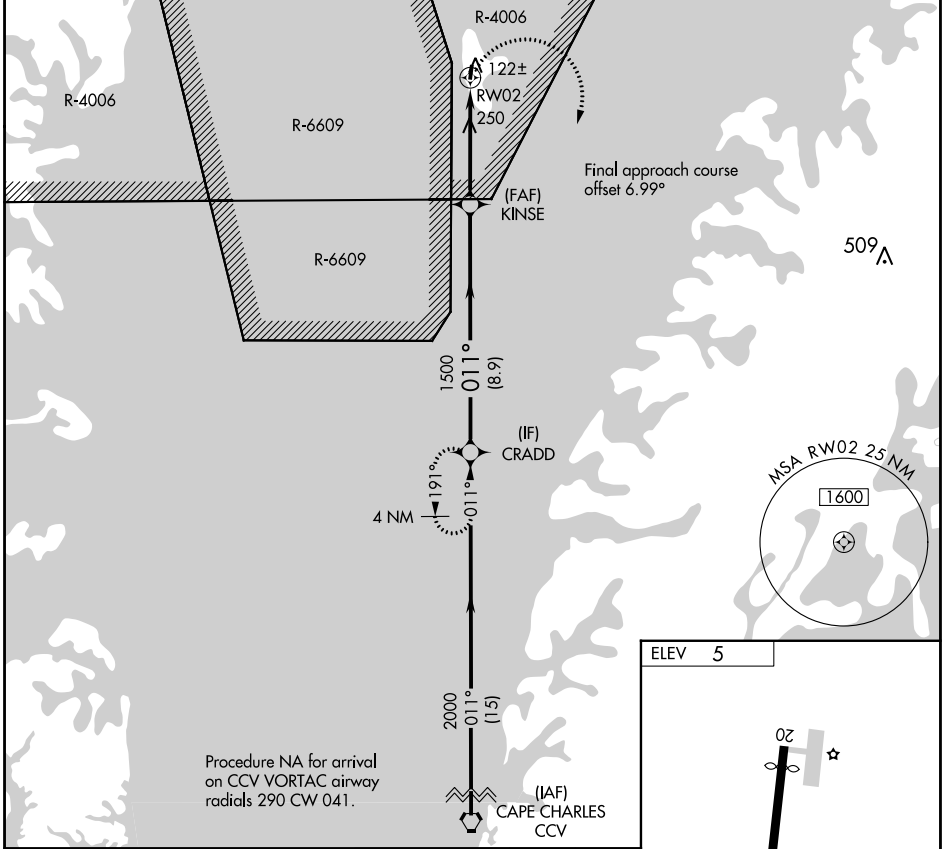 R-4006
R-4006
122±
RW02
250
R-6609
Final approach course
offset 6.99°
(FAF)
KINSE
509
R-6609
1500
011°
(8.9)
(IF)
CRADD
MSA RW02 25 NM
1600
191°
011°
4 NM
ELEV 5
2000
011°
(15)
20
Procedure NA for arrival
on CCV VORTAC airway
radials 290 CW 041.
(IAF)
CAPE CHARLES
CCV